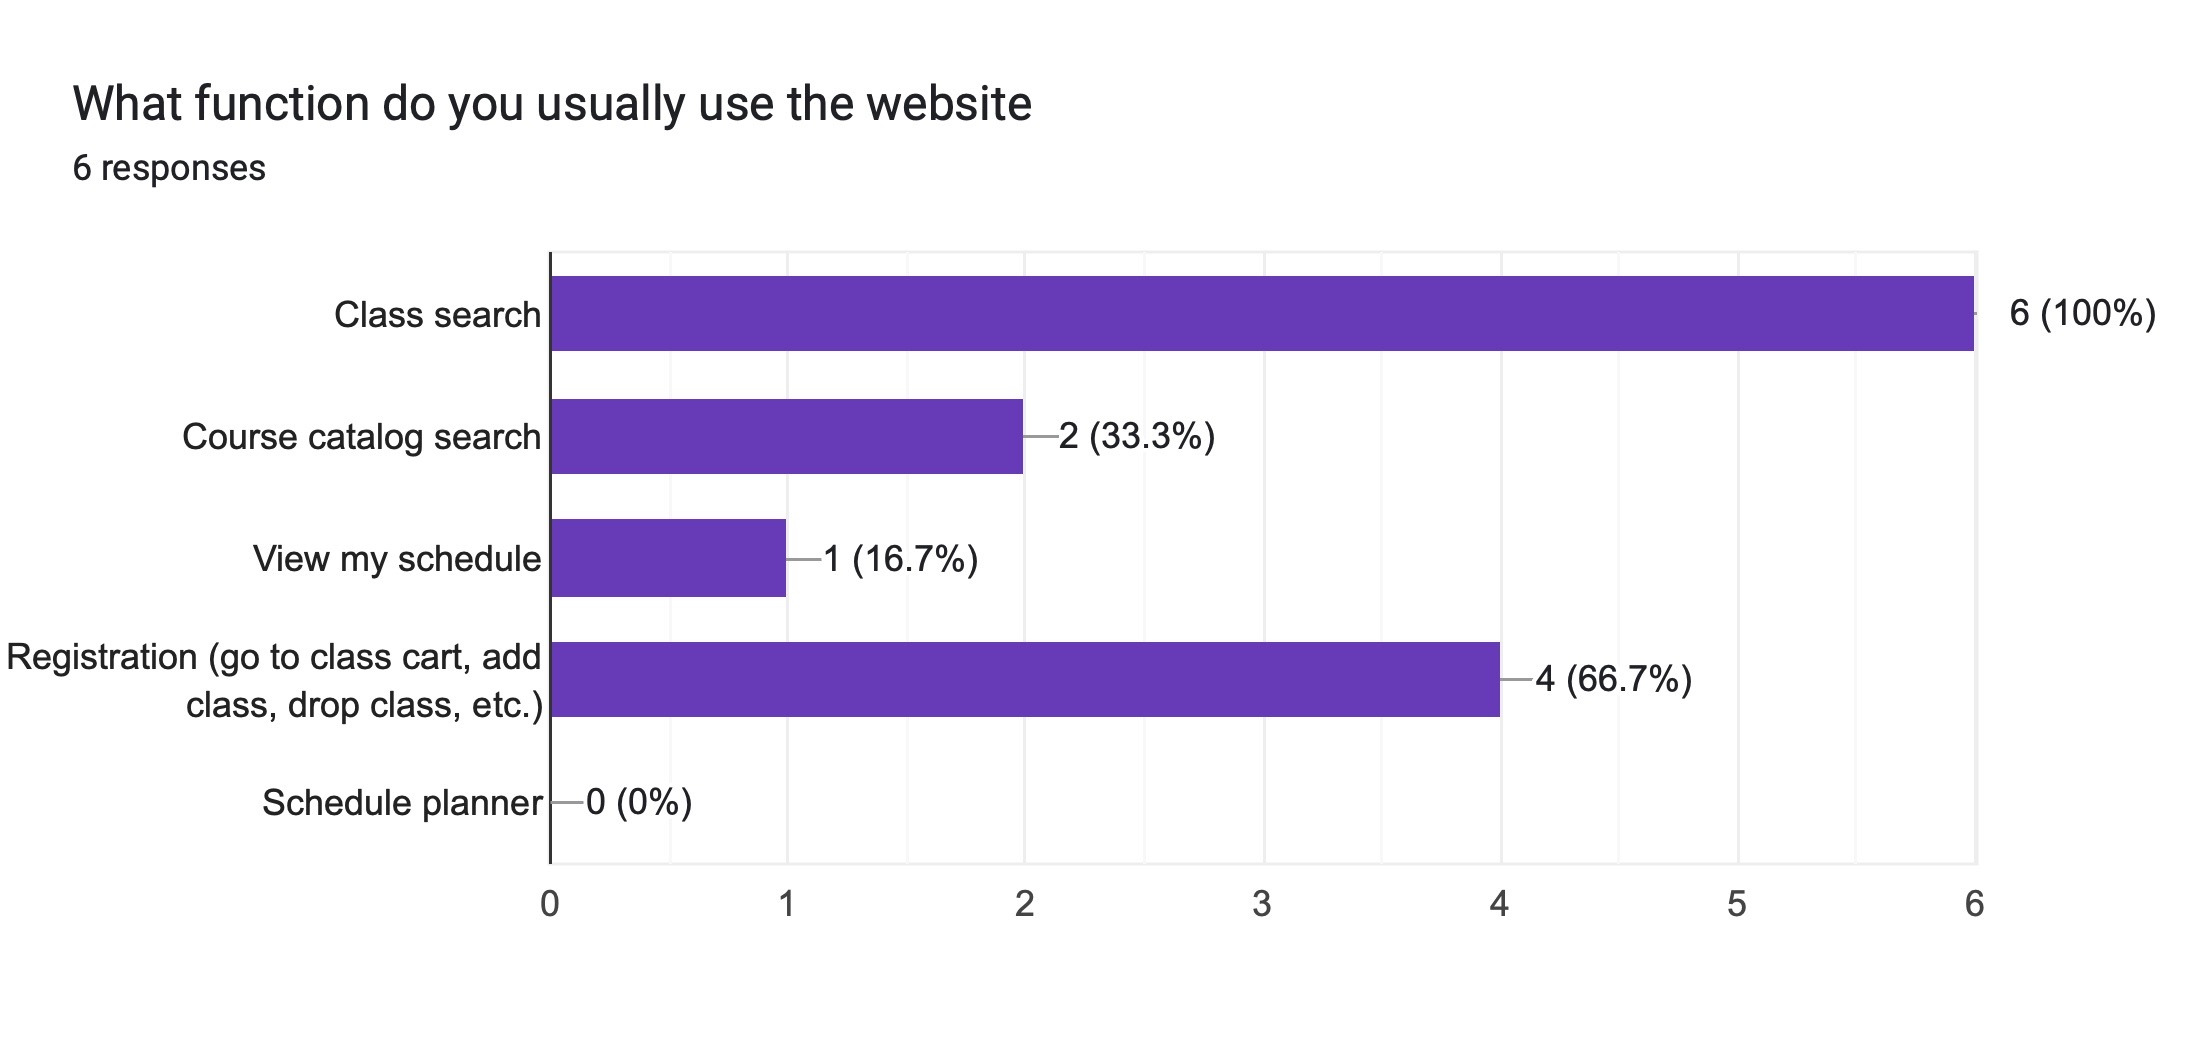 What function do you usually use the website
6 responses
Class search
6 (100%)
Course catalog search
2 (33.3%)
View my schedule
1 (16.7%)
Registration (go to class cart, add
class, drop class, etc.)
4 (66.7%)
Schedule planner
0 (0%)
0 1 2 3 4 5 6